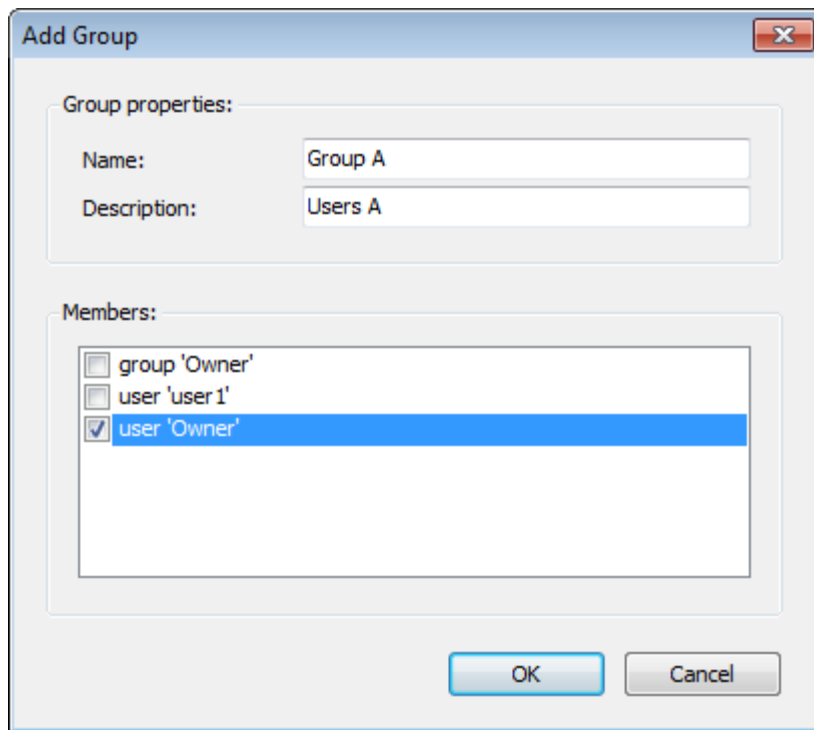 Add Group
Group properties:
Name: Group A
Description: Users A
Members:
group 'Owner'
user 'user1'
user 'Owner'
OK Cancel